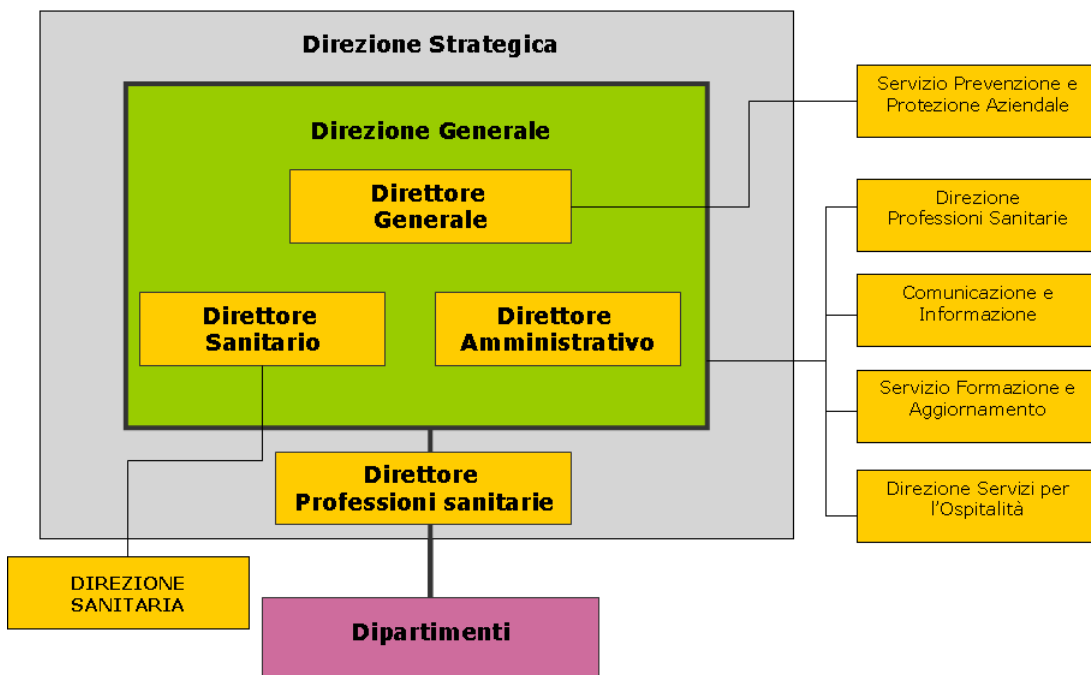 Direzione Strategica
Direzione Generale
Direttore
Generale
Direttore
Sanitario
Direttore
Amministrativo
Direttore
Professioni sanitarie
DIREZIONE
SANITARIA
Dipartimenti
Servizio Prevenzione e
Protezione Aziendale
Direzione
Professioni Sanitarie
Comunicazione e
Informazione
Servizio Formazione e
Aggiornamento
Direzione Servizi per
l'Ospitalità